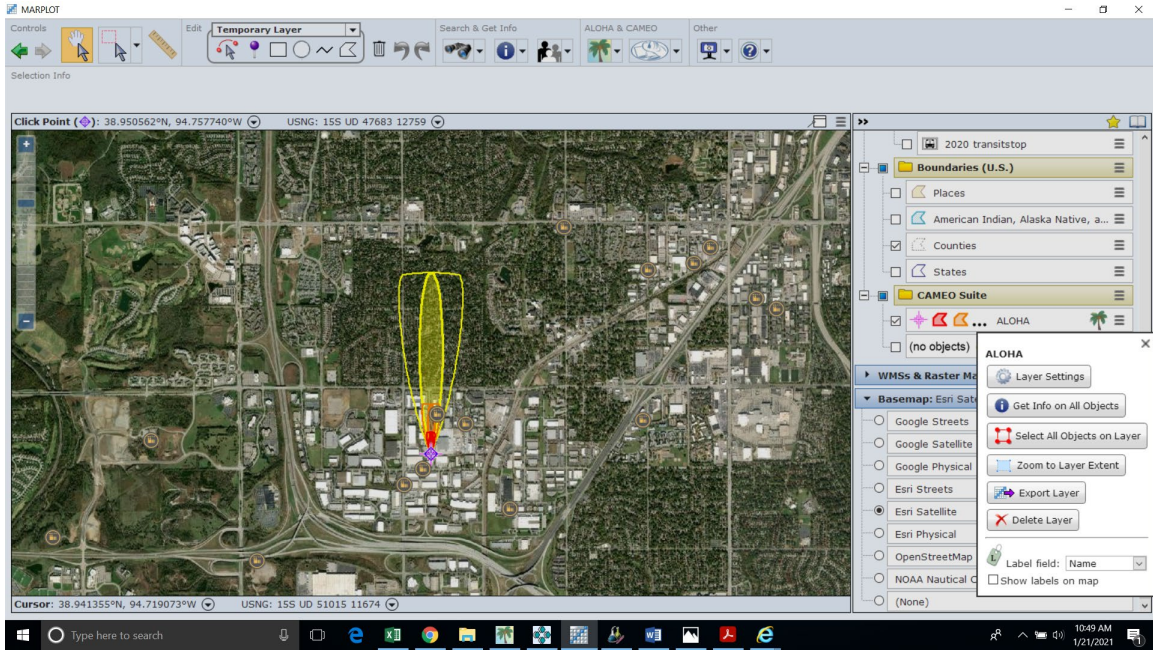 MARPLOT
Controls
Edit
Temporary Layer
Search & Get Info
ALOHA & CAMEO
Other
Selection Info
Click Point ( ): 38.950562°N, 94.757740°W USNG: 15S UD 47683 12759
2020 transitstop
Boundaries (U.S.)
Places
American Indian, Alaska Native, a...
Counties
States
CAMEO Suite
... ALOHA
(no objects)
WMSs & Raster Ma
Basemap: Esri Sate
Google Streets
Google Satellite
Google Physical
Esri Streets
Esri Satellite
Esri Physical
OpenStreetMap
NOAA Nautical C
(None)
ALOHA
Layer Settings
Get Info on All Objects
Select All Objects on Layer
Zoom to Layer Extent
Export Layer
Delete Layer
Label field: Name
Show labels on map
Cursor: 38.941355°N, 94.719073°W USNG: 15S UD 51015 11674
Type here to search
10:49 AM
1/21/2021